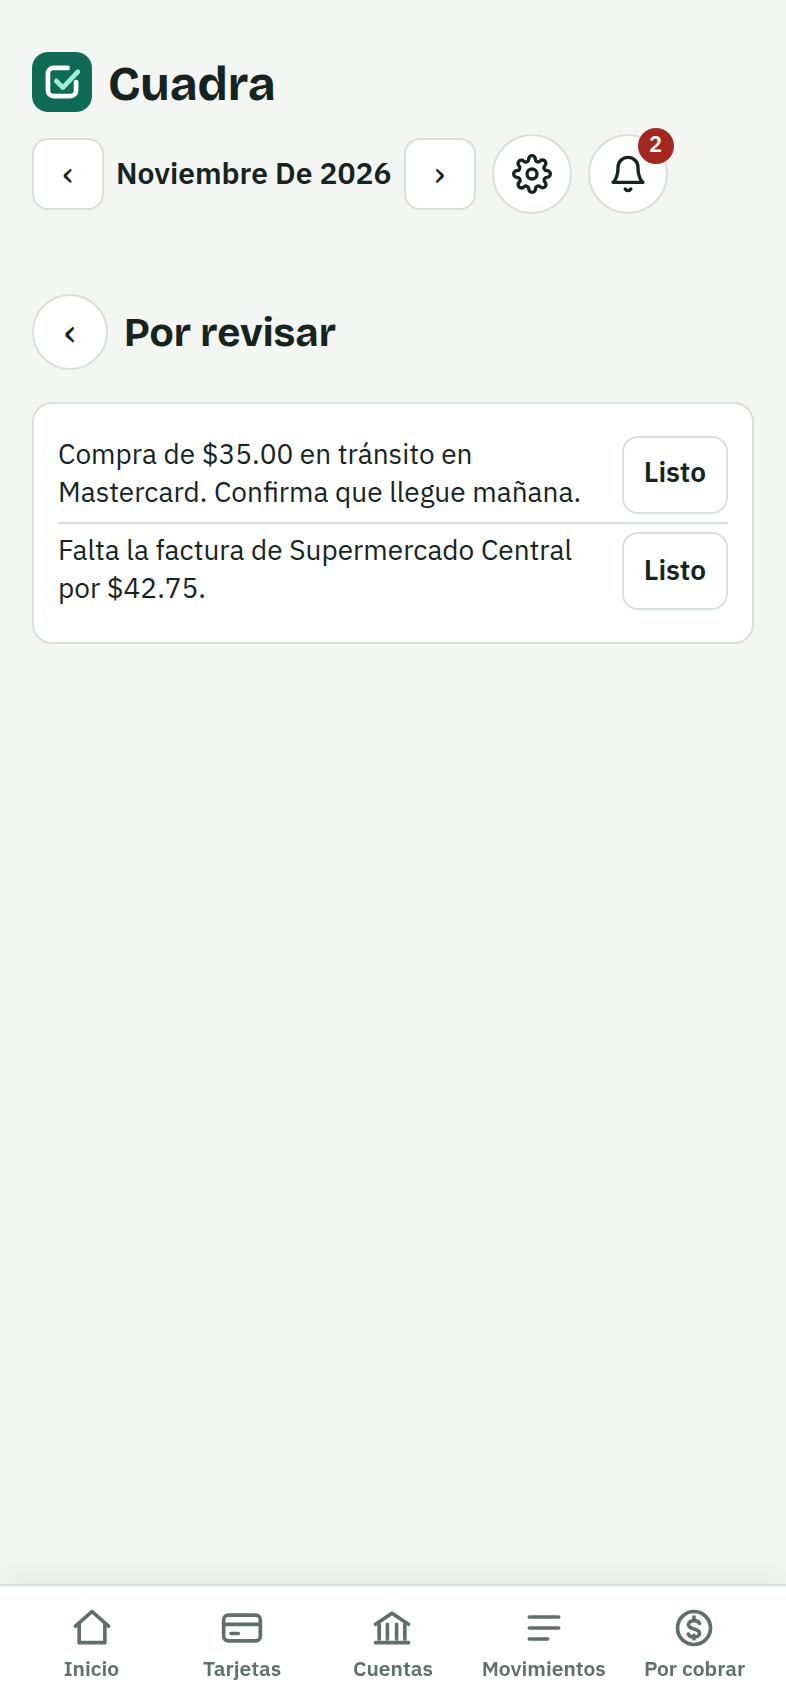 Cuadra
‹ Noviembre De 2026 › 2
‹ Por revisar
Compra de $35.00 en tránsito en
Mastercard. Confirma que llegue mañana.
Listo
Falta la factura de Supermercado Central
por $42.75.
Listo
Inicio Tarjetas Cuentas Movimientos Por cobrar